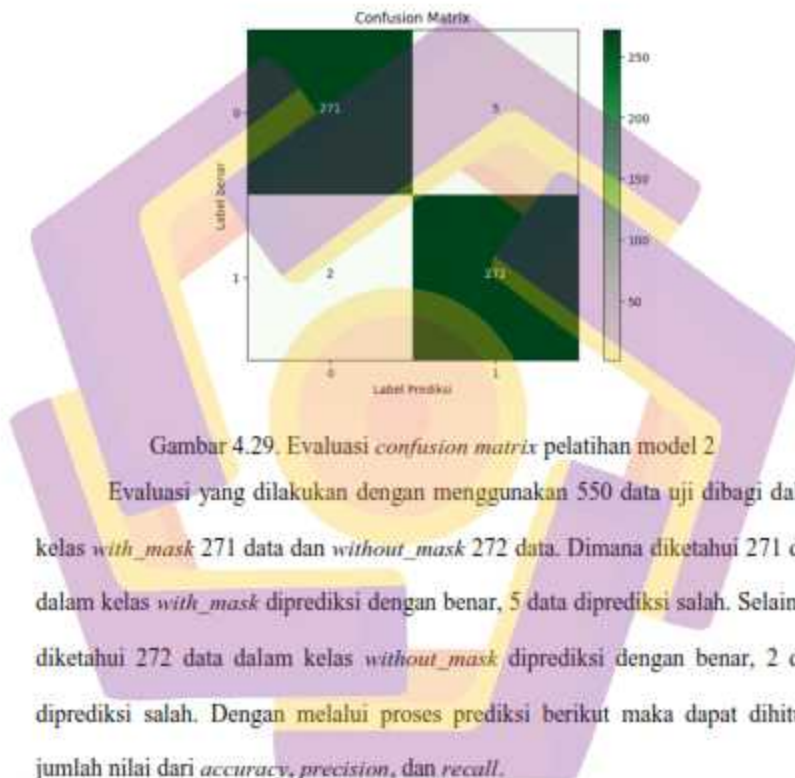 Confusion Matrix
250
271
5
0
200
Label benar
150
100
2
272
1
50
0
1
Label Prediksi
Gambar 4.29. Evaluasi confusion matrix pelatihan model 2
Evaluasi yang dilakukan dengan menggunakan 550 data uji dibagi
kelas with_mask 271 data dan without_mask 272 data. Dimana diketahui 271
dalam kelas with_mask diprediksi dengan benar, 5 data diprediksi salah.
diketahui 272 data dalam kelas without_mask diprediksi dengan benar, 2
diprediksi salah. Dengan melalui proses prediksi berikut maka dapat
jumlah nilai dari accuracy, precision, dan recall.